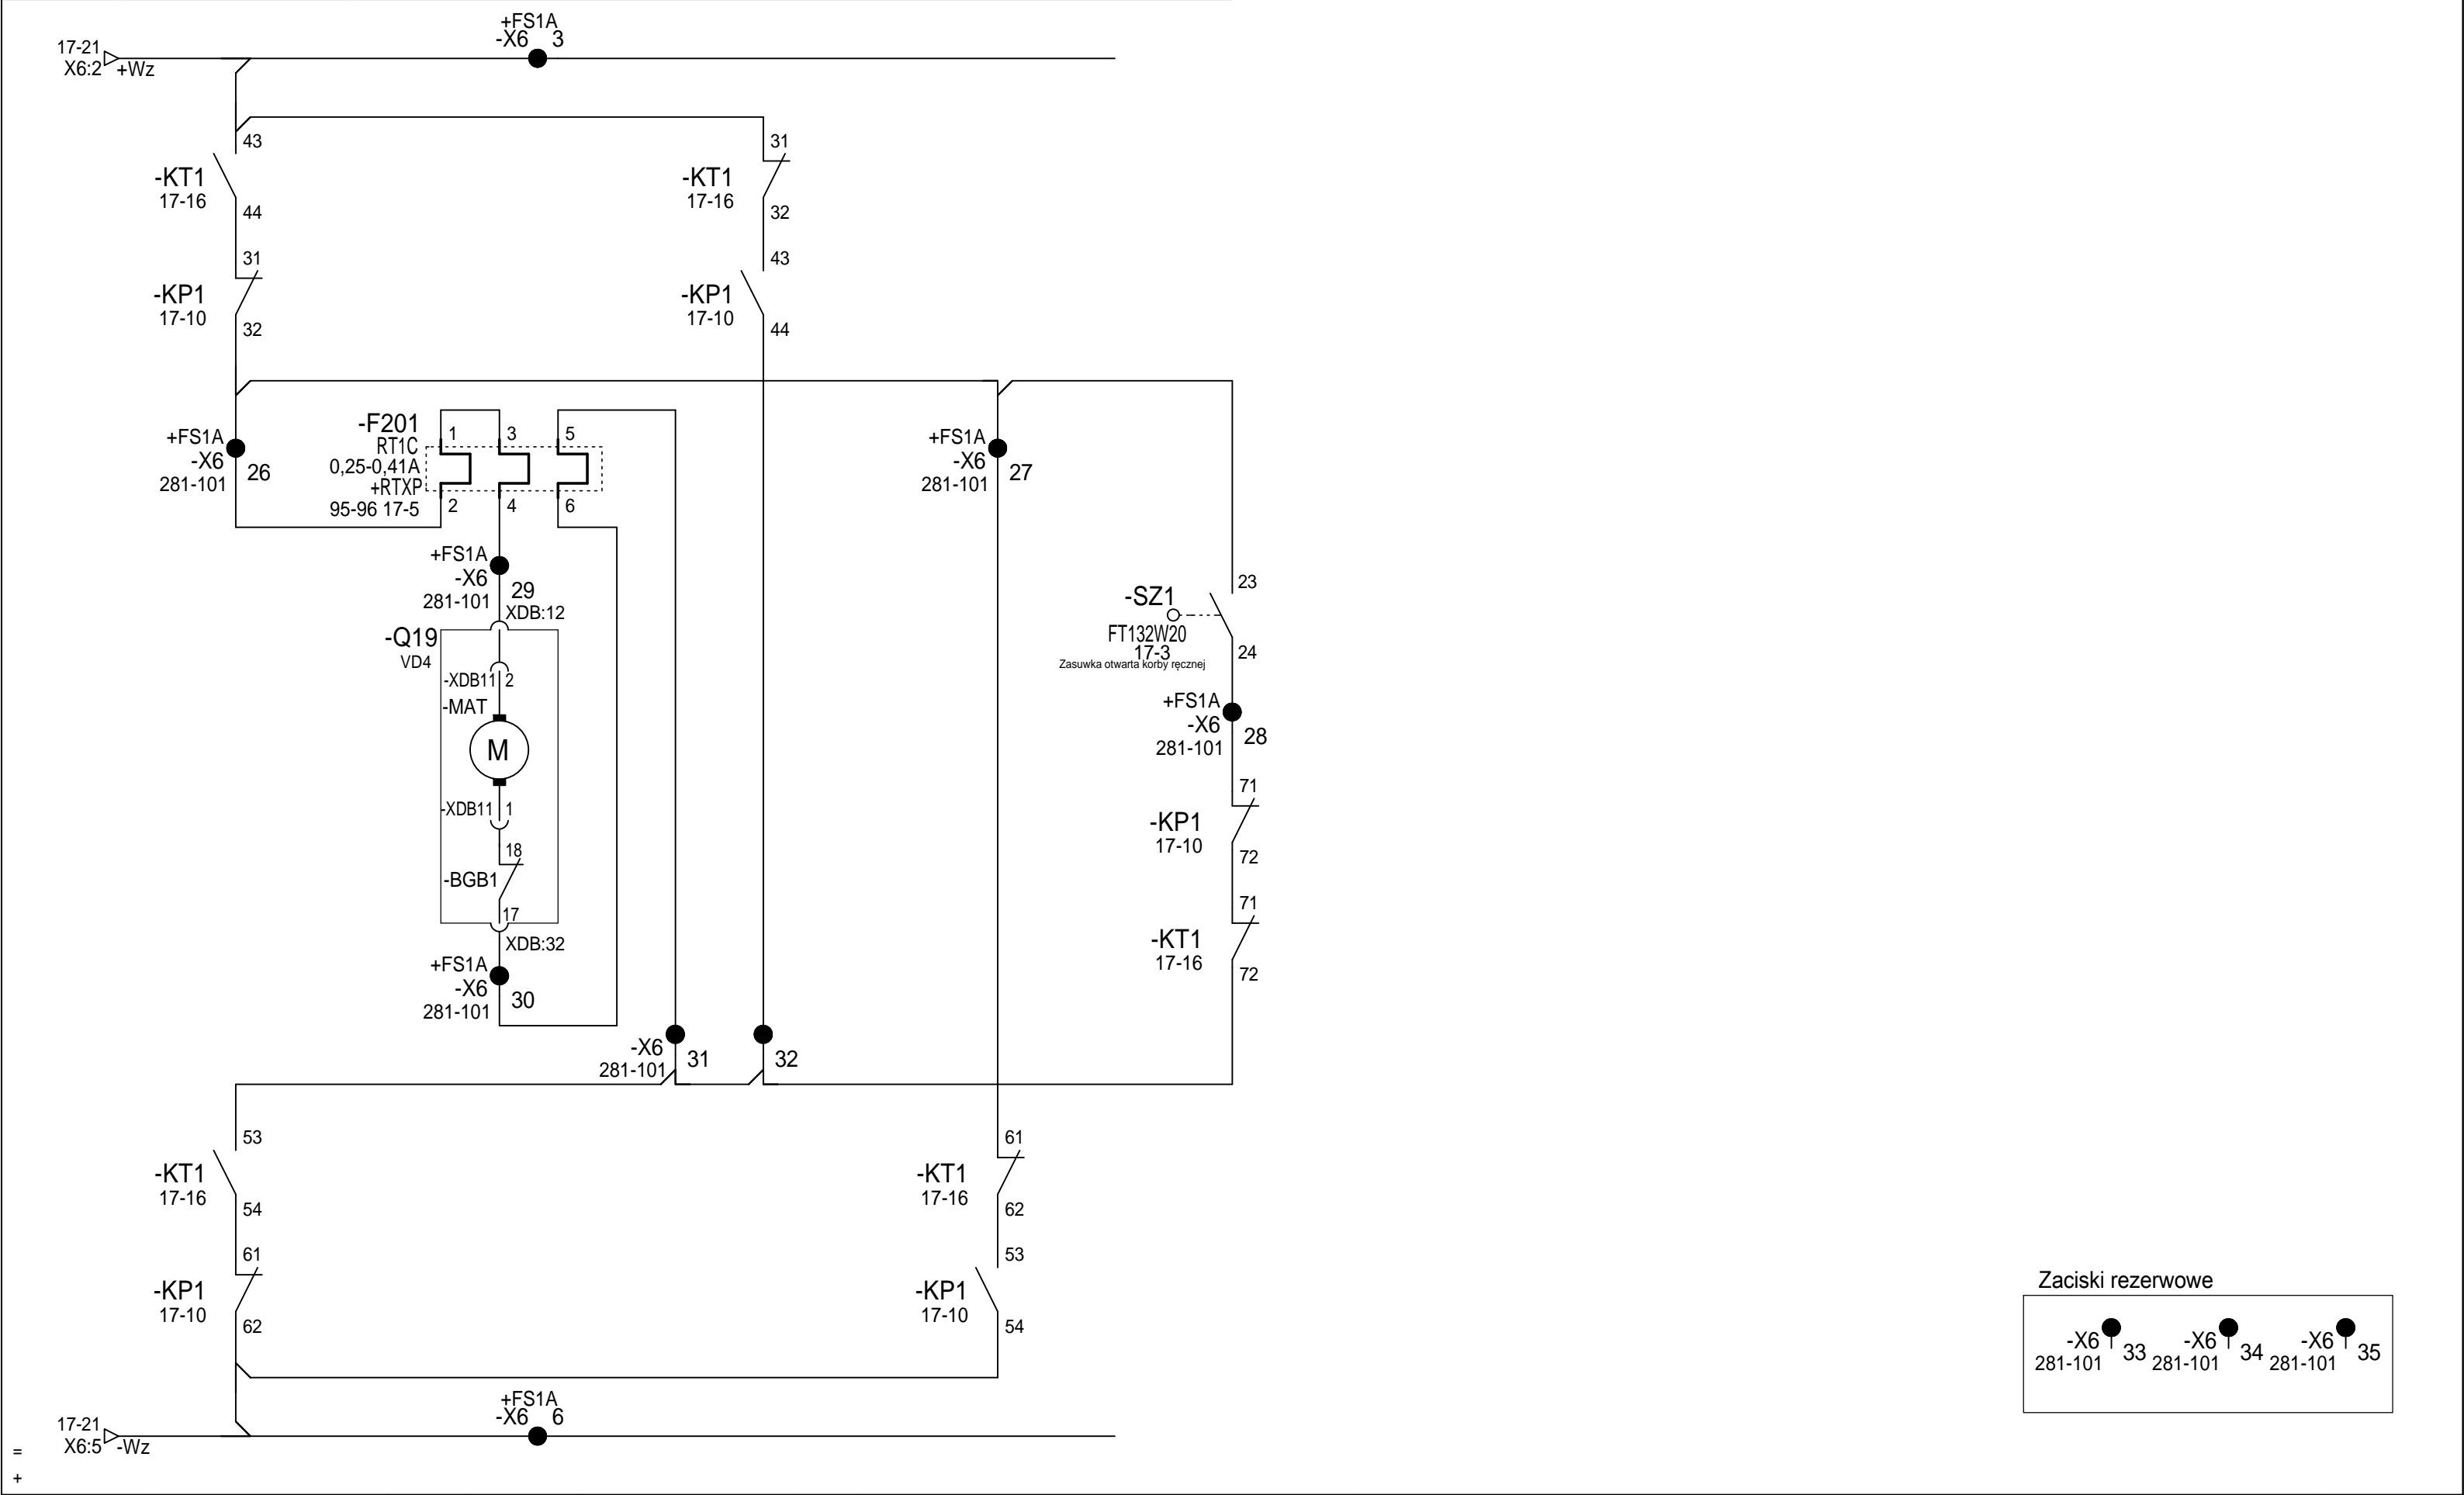 +FS1A
-X6 3
17-21
X6:2 +Wz
43
-KT1
17-16
44
31
-KT1
17-16
32
31
-KP1
17-10
32
43
-KP1
17-10
44
+FS1A
-X6
281-101
26
-F201
RT1C
0,25-0,41A
+RTXP
95-96 17-5
1 3 5
2 4 6
+FS1A
-X6
281-101
27
+FS1A
-X6
281-101
29
XDB:12
-Q19
VD4
-XDB11 2
-MAT
M
-XDB11 1
18
-BGB1
17
XDB:32
+FS1A
-X6
281-101
30
23
-SZ1
FT132W20
17-3
Zasuwka otwarta korby ręcznej
24
+FS1A
-X6
281-101
28
71
-KP1
17-10
72
71
-KT1
17-16
72
-X6
281-101
31
32
53
-KT1
17-16
54
61
-KT1
17-16
62
61
-KP1
17-10
62
53
-KP1
17-10
54
Zaciski rezerwowe
-X6
281-101
33
-X6
281-101
34
-X6
281-101
35
+FS1A
-X6 6
17-21
X6:5 -Wz
=
+